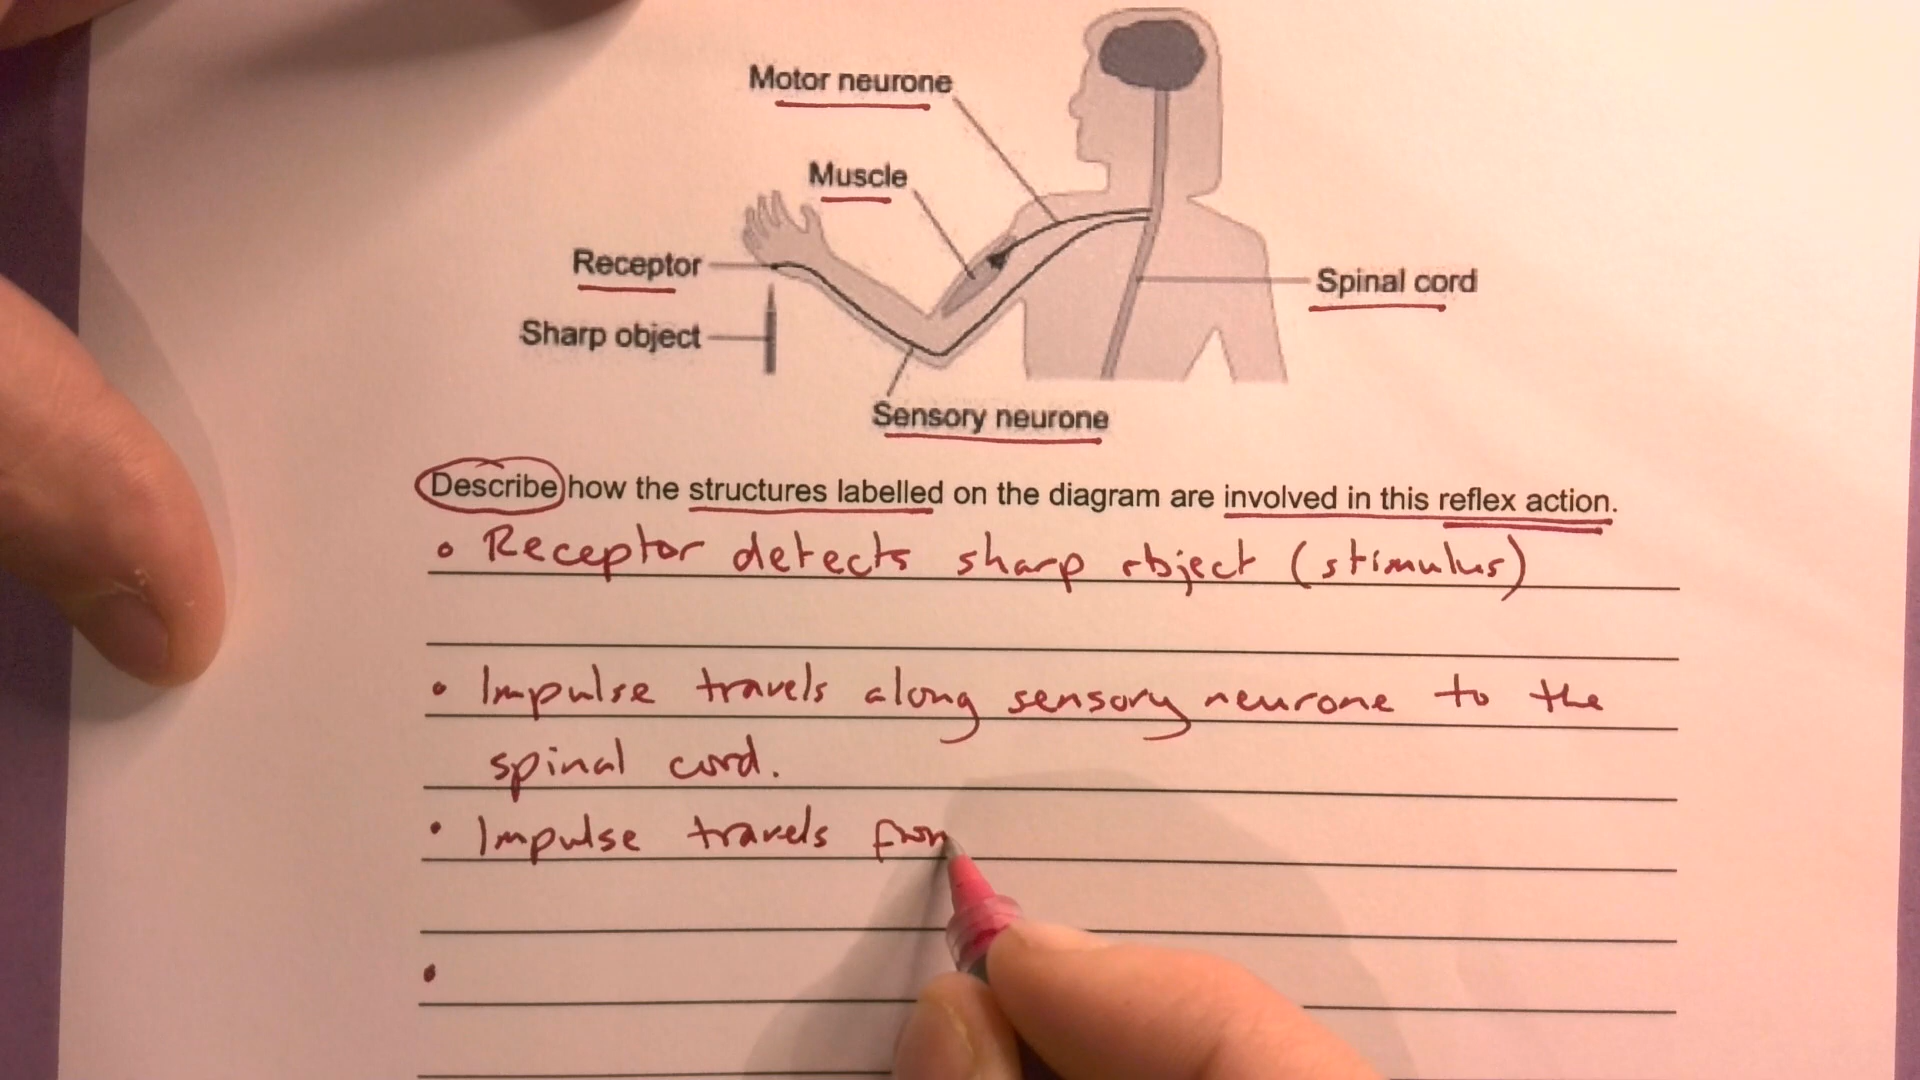 Motor neurone
Muscle
Receptor
Spinal cord
Sharp object
Sensory neurone
Describe how the structures labelled on the diagram are involved in this reflex action.
• Receptor detects sharp object (stimulus)
• Impulse travels along sensory neurone to the
spinal cord.
• Impulse travels from
•